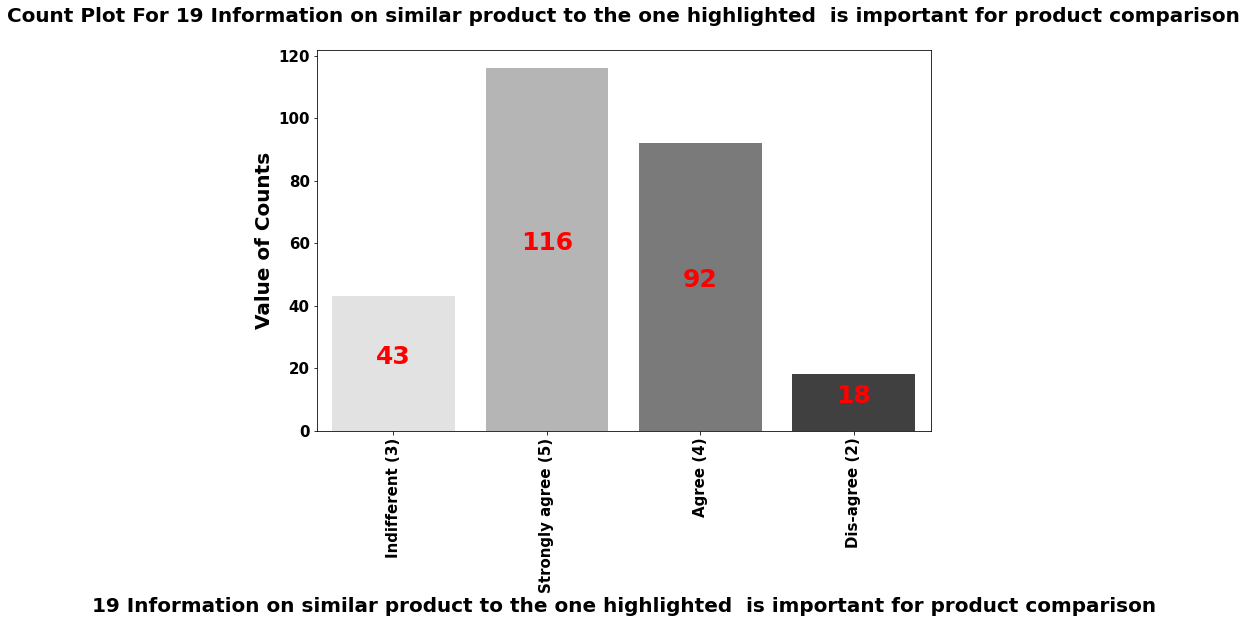 Count Plot For 19 Information on similar product to the one highlighted  is important for product comparison
Value of Counts
120
100
80
60
40
20
0
43
116
92
18
Indifferent (3)
Strongly agree (5)
Agree (4)
Dis-agree (2)
19 Information on similar product to the one highlighted  is important for product comparison